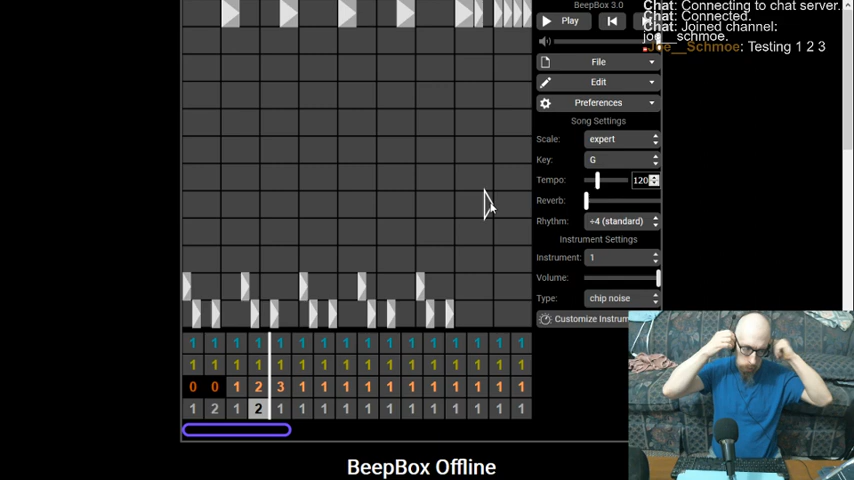 BeepBox 3.0
Chat: Connecting to chat server.
Chat: Connected.
Chat: Joined channel:
schmoe.
Joe__Schmoe: Testing 1 2 3
Play
File
Edit
Preferences
Song Settings
Scale: expert
Key: G
Tempo: 120
Reverb:
Rhythm: ÷4 (standard)
Instrument Settings
Instrument: 1
Volume:
Type: chip noise
Customize Instrum
1 1 1 1 1 1 1 1 1 1 1 1 1 1 1 1
1 1 1 1 1 1 1 1 1 1 1 1 1 1 1 1
0 0 1 2 3 1 1 1 1 1 1 1 1 1 1 1
1 2 1 2 1 1 1 1 1 1 1 1 1 1 1 1
BeepBox Offline